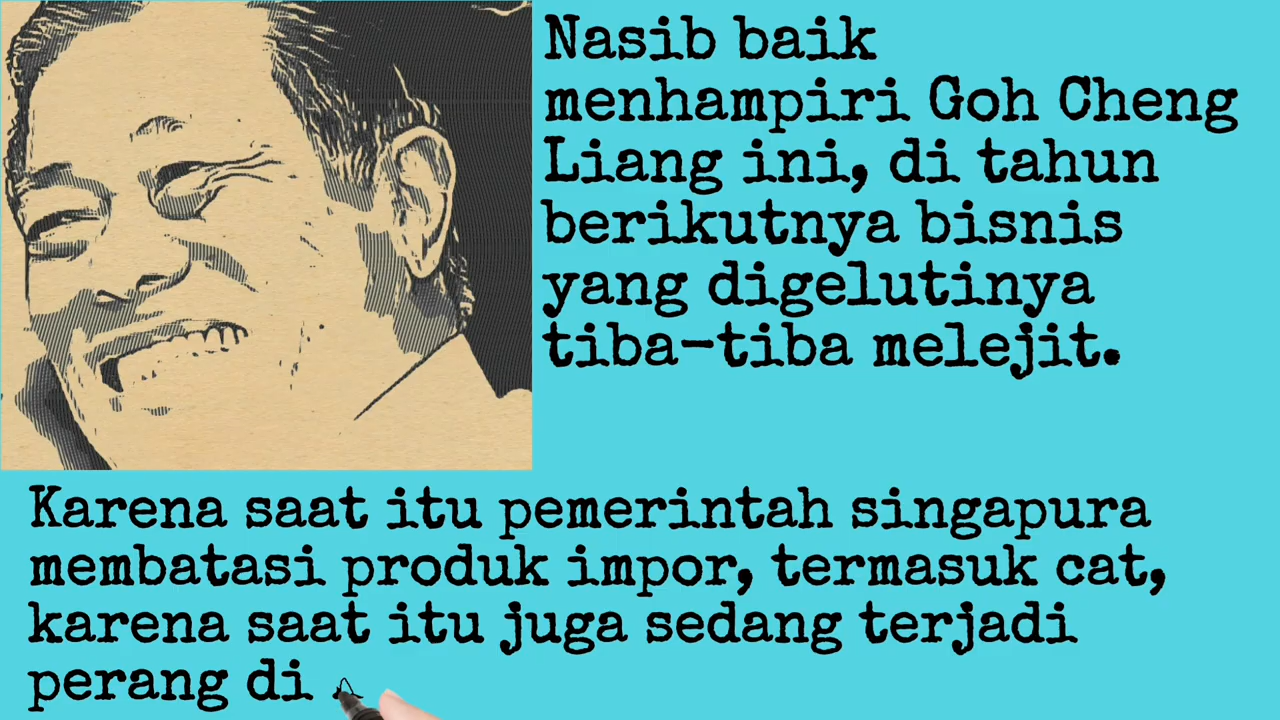 Nasib baik
menhampiri Goh Cheng
Liang ini, di tahun
berikutnya bisnis
yang digelutinya
tiba-tiba melejit.
Karena saat itu pemerintah singapura
membatasi produk impor, termasuk cat,
karena saat itu juga sedang terjadi
perang di